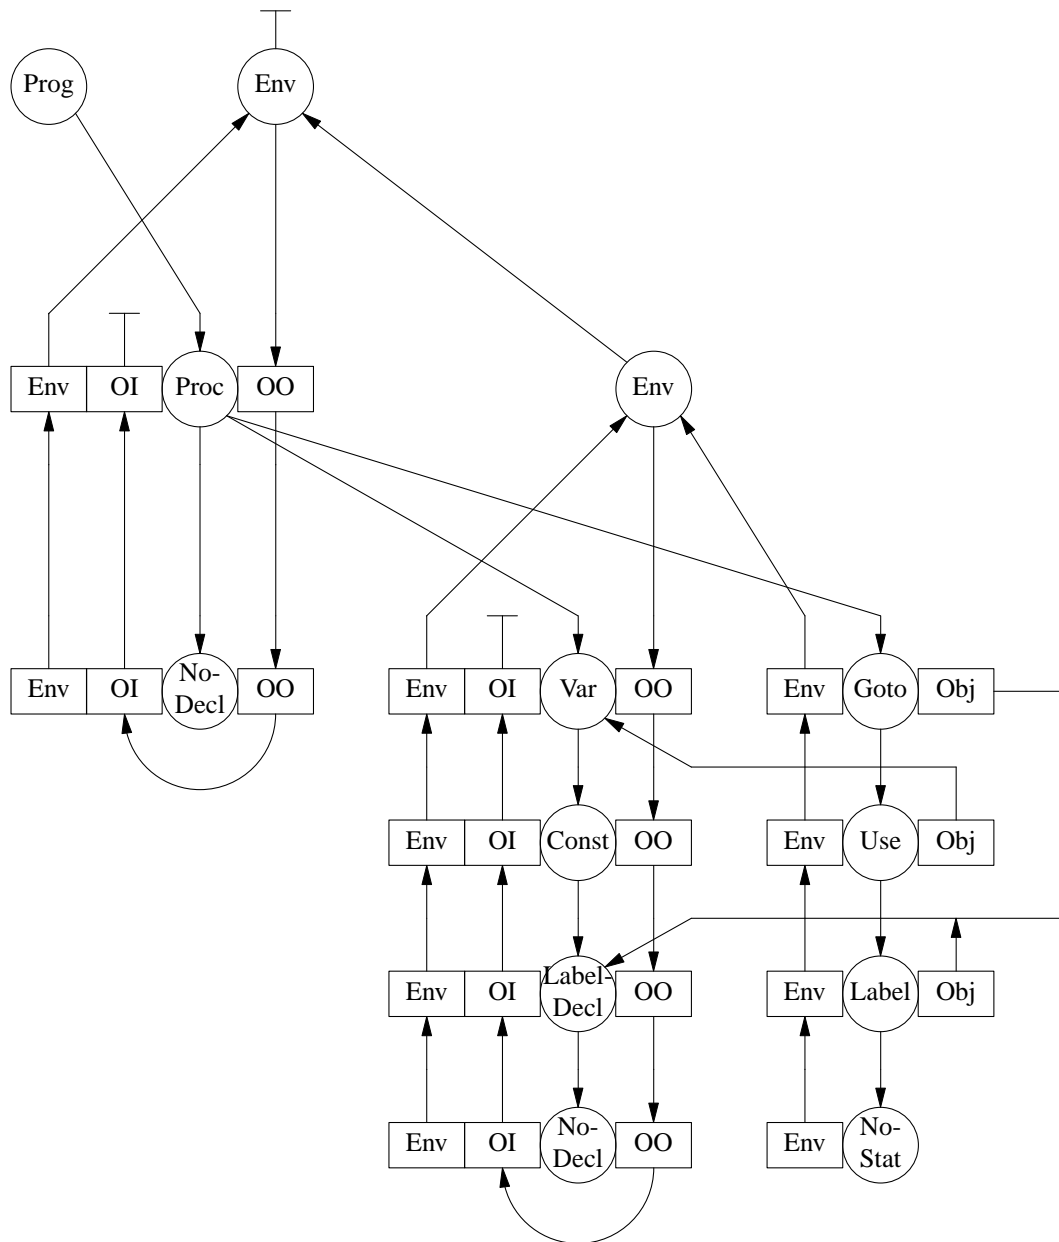 Prog
Env
Env
OI
Proc
OO
Env
Env
OI
No-
Decl
OO
Env
OI
Var
OO
Env
Goto
Obj
Env
OI
Const
OO
Env
Use
Obj
Env
OI
Label-
Decl
OO
Env
Label
Obj
Env
OI
No-
Decl
OO
Env
No-
Stat